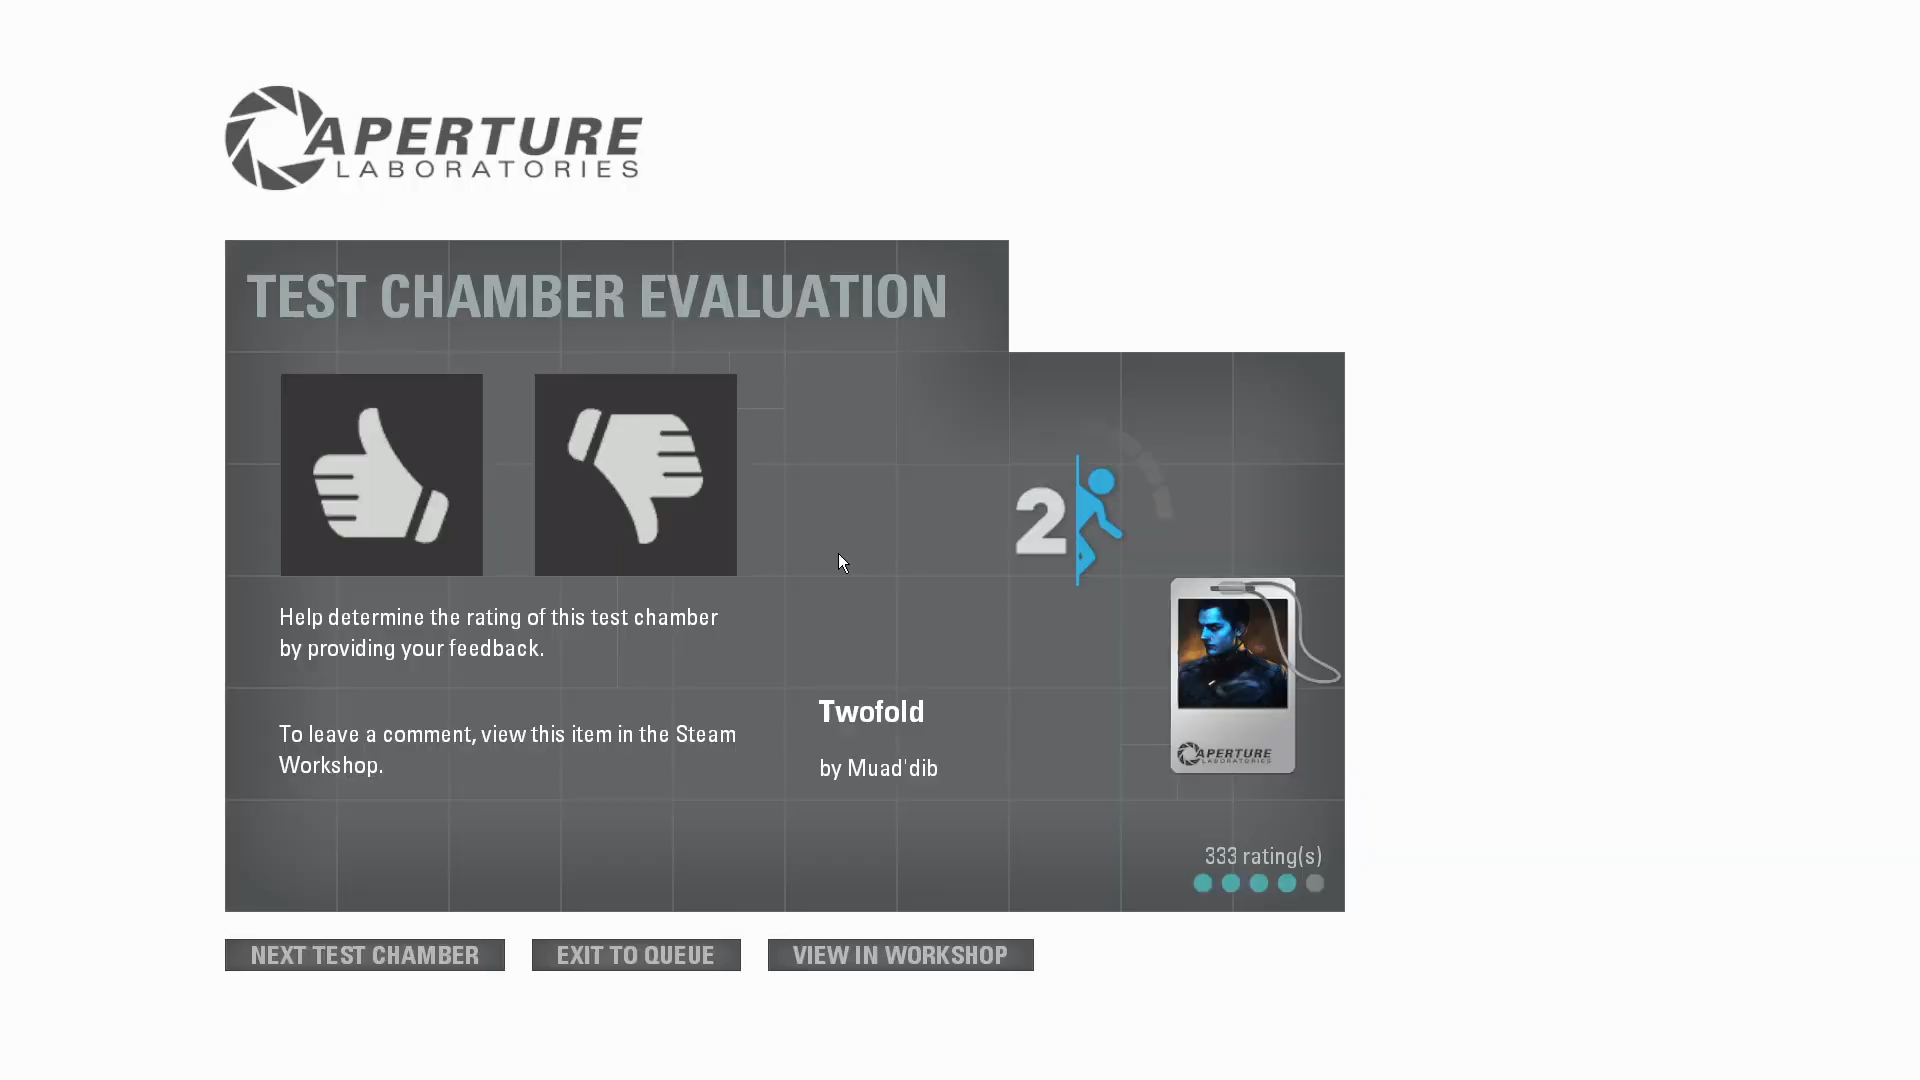 APERTURE
LABORATORIES
TEST CHAMBER EVALUATION
2
Help determine the rating of this test chamber
by providing your feedback.
To leave a comment, view this item in the Steam
Workshop.
Twofold
by Muad'dib
APERTURE
LABORATORIES
333 rating(s)
NEXT TEST CHAMBER
EXIT TO QUEUE
VIEW IN WORKSHOP